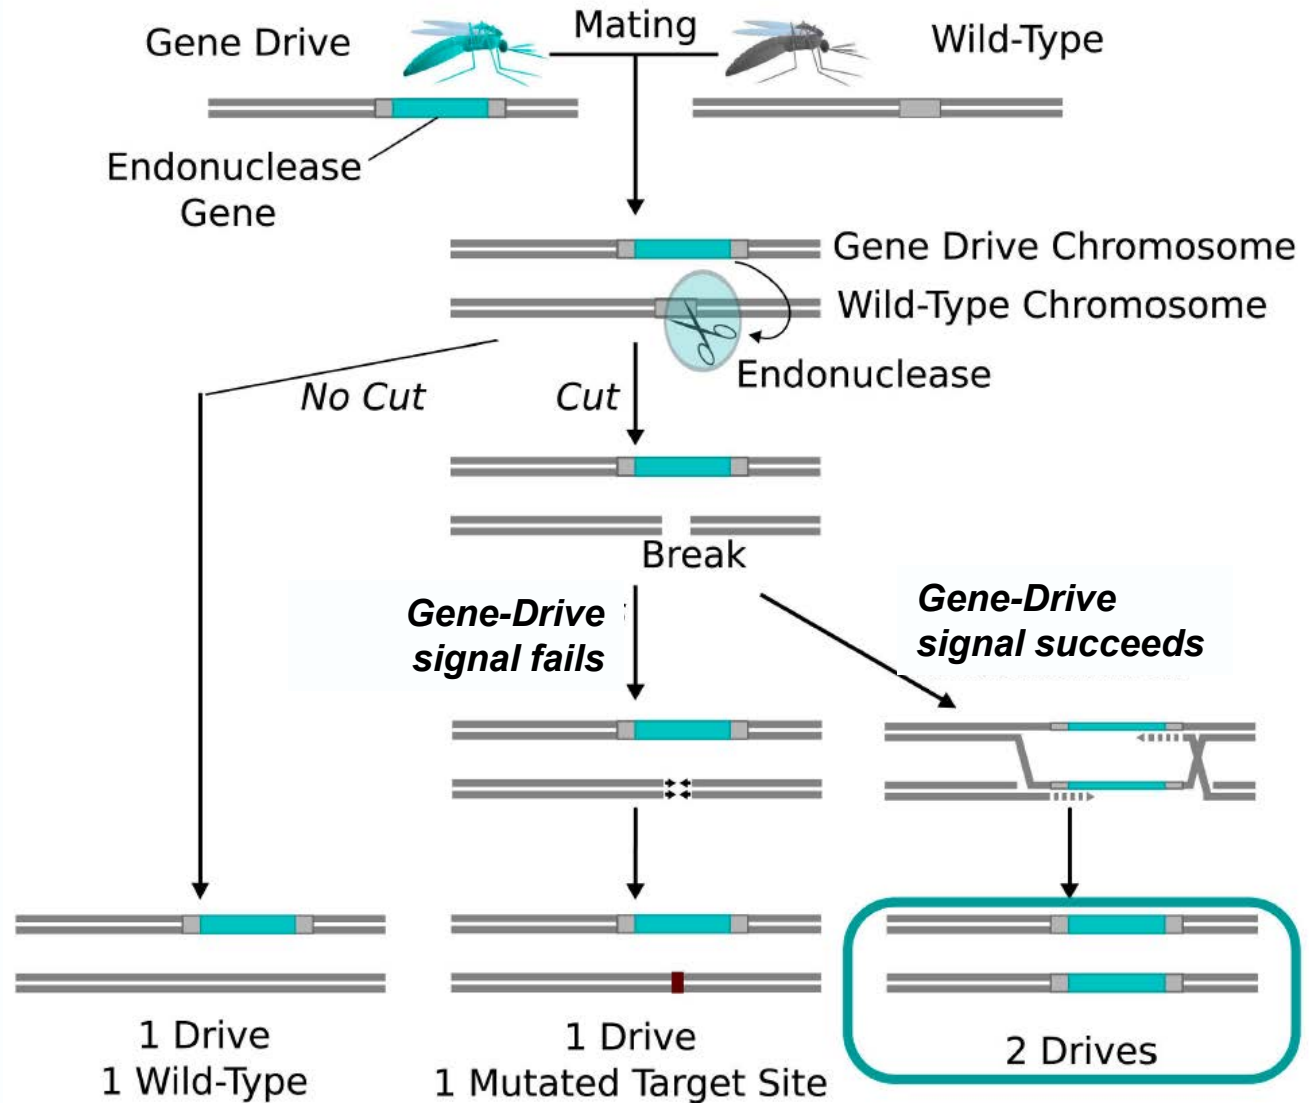 Gene Drive
Mating
Wild-Type
Endonuclease
Gene
Gene Drive Chromosome
Wild-Type Chromosome
Endonuclease
No Cut
Cut
Break
Gene-Drive
signal fails
Gene-Drive
signal succeeds
1 Drive
1 Wild-Type
1 Drive
1 Mutated Target Site
2 Drives